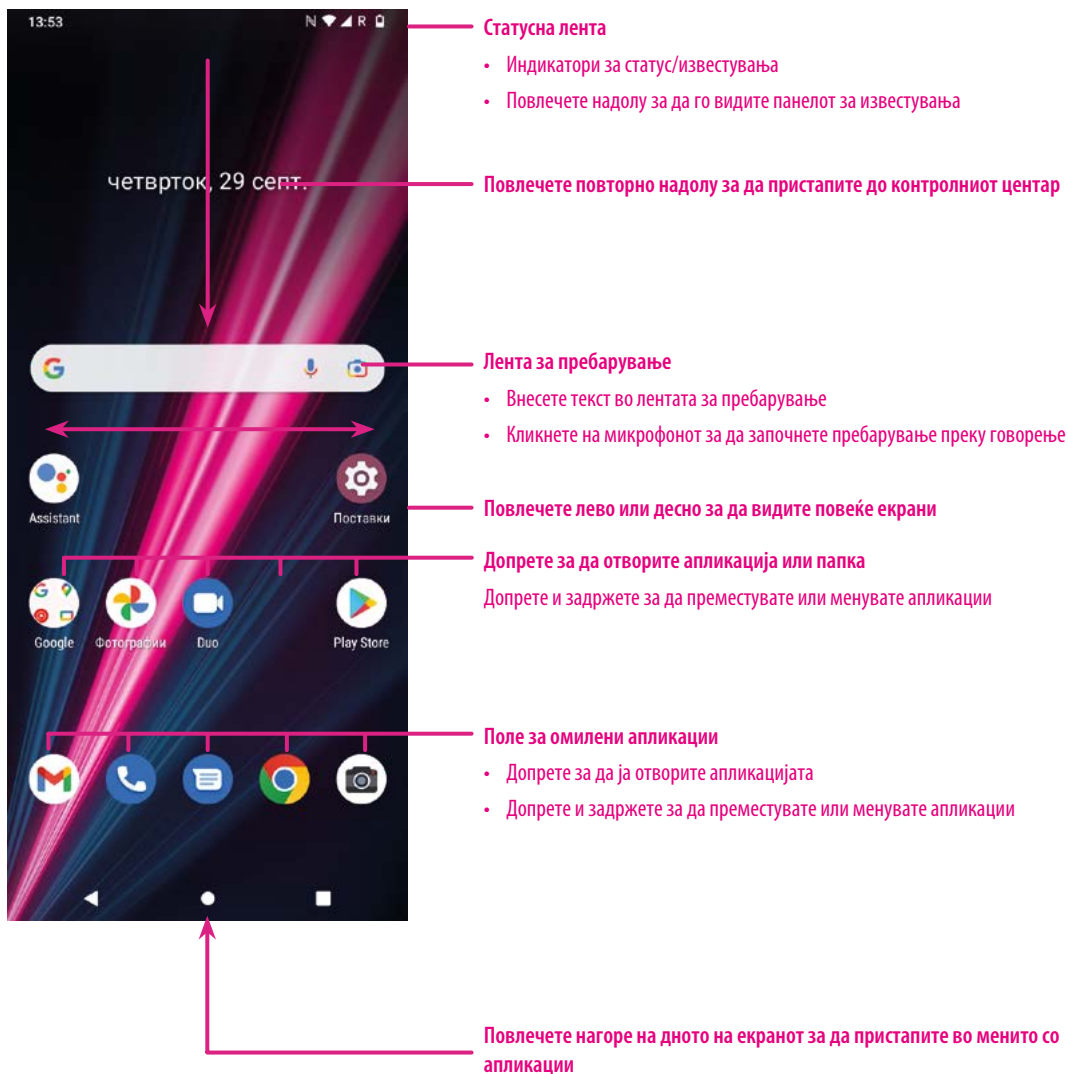 13:53
R
Статусна лента
• Индикатори за статус/известувања
• Повлечете надолу за да го видите панелот за известувања
четврток, 29 септ.
Повлечете повторно надолу за да пристапите до контролниот центар
Лента за пребарување
• Внесете текст во лентата за пребарување
• Кликнете на микрофонот за да започнете пребарување преку говорење
Assistant
Поставки
Повлечете лево или десно за да видите повеќе екрани
Допрете за да отворите апликација или папка
Допрете и задржете за да преместувате или менувате апликации
Google
Фотографии
Duo
Play Store
Поле за омилени апликации
• Допрете за да ја отворите апликацијата
• Допрете и задржете за да преместувате или менувате апликации
Повлечете нагоре на дното на екранот за да пристапите во менито со
апликации